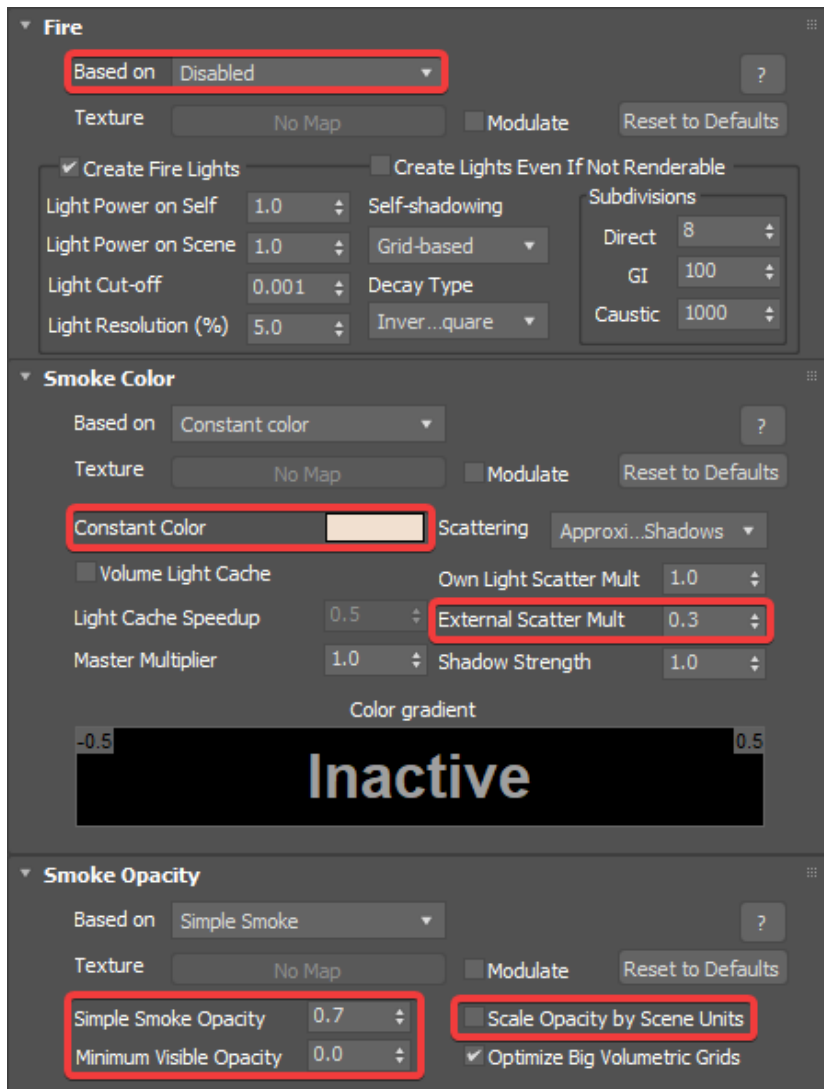 Fire
Based on Disabled ?
Texture No Map Modulate Reset to Defaults
Create Fire Lights Create Lights Even If Not Renderable
Light Power on Self 1.0 Self-shadowing Subdivisions
Light Power on Scene 1.0 Grid-based Direct 8
Light Cut-off 0.001 Decay Type GI 100
Light Resolution (%) 5.0 Inver...quare Caustic 1000
Smoke Color
Based on Constant color ?
Texture No Map Modulate Reset to Defaults
Constant Color Scattering Approxi...Shadows
Volume Light Cache Own Light Scatter Mult 1.0
Light Cache Speedup 0.5 External Scatter Mult 0.3
Master Multiplier 1.0 Shadow Strength 1.0
Color gradient
-0.5 0.5
Inactive
Smoke Opacity
Based on Simple Smoke ?
Texture No Map Modulate Reset to Defaults
Simple Smoke Opacity 0.7 Scale Opacity by Scene Units
Minimum Visible Opacity 0.0 Optimize Big Volumetric Grids